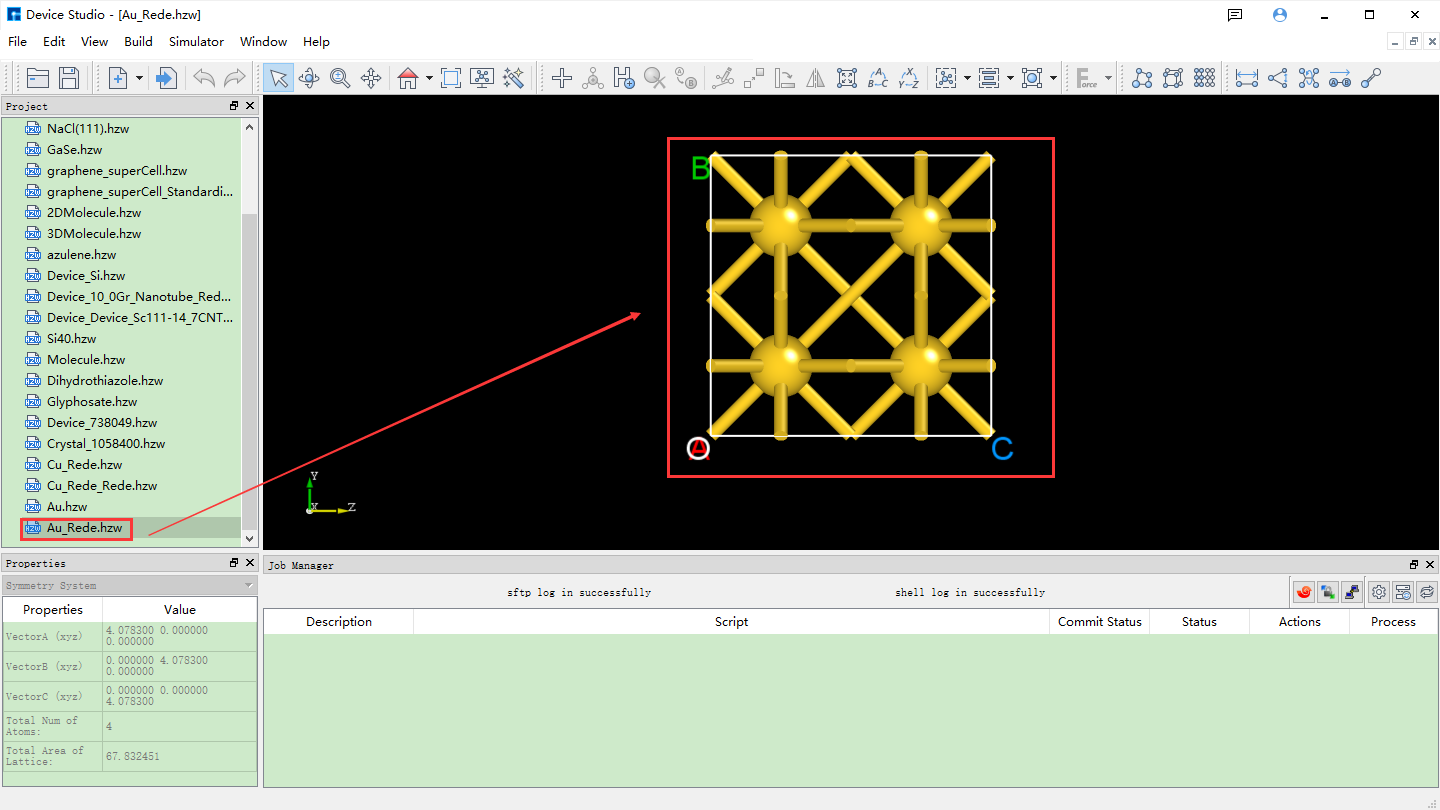 Device Studio - [Au_Rede.hzw]
File Edit View Build Simulator Window Help
Project
NaCl(111).hzw
GaSe.hzw
graphene_superCell.hzw
graphene_superCell_Standardi...
2DMolecule.hzw
3DMolecule.hzw
azulene.hzw
Device_Si.hzw
Device_10_0Gr_Nanotube_Red...
Device_Device_Sc111-14_7CNT...
Si40.hzw
Molecule.hzw
Dihydrothiazole.hzw
Glyphosate.hzw
Device_738049.hzw
Crystal_1058400.hzw
Cu_Rede.hzw
Cu_Rede_Rede.hzw
Au.hzw
Au_Rede.hzw
B
A
O
C
Y
X
Z
Properties
Symmetry System
Properties Value
VectorA (xyz) 4.078300 0.000000
0.000000
VectorB (xyz) 0.000000 4.078300
0.000000
VectorC (xyz) 0.000000 0.000000
4.078300
Total Num of
Atoms: 4
Total Area of
Lattice: 67.832451
Job Manager
sftp log in successfully shell log in successfully
Description Script Commit Status Status Actions Process